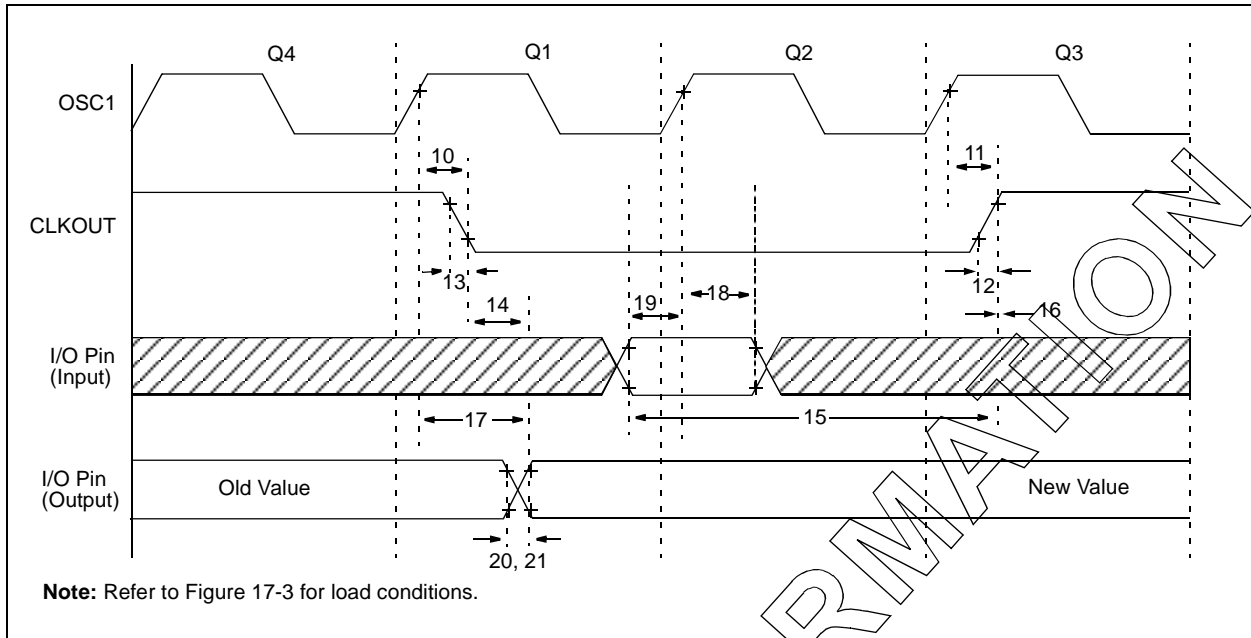 Q4 Q1 Q2 Q3
OSC1
10 11
CLKOUT
13 12
14 19 18 16
I/O Pin
(Input)
17 15
I/O Pin
(Output)
Old Value New Value
20, 21
Note: Refer to Figure 17-3 for load conditions.
RMATION